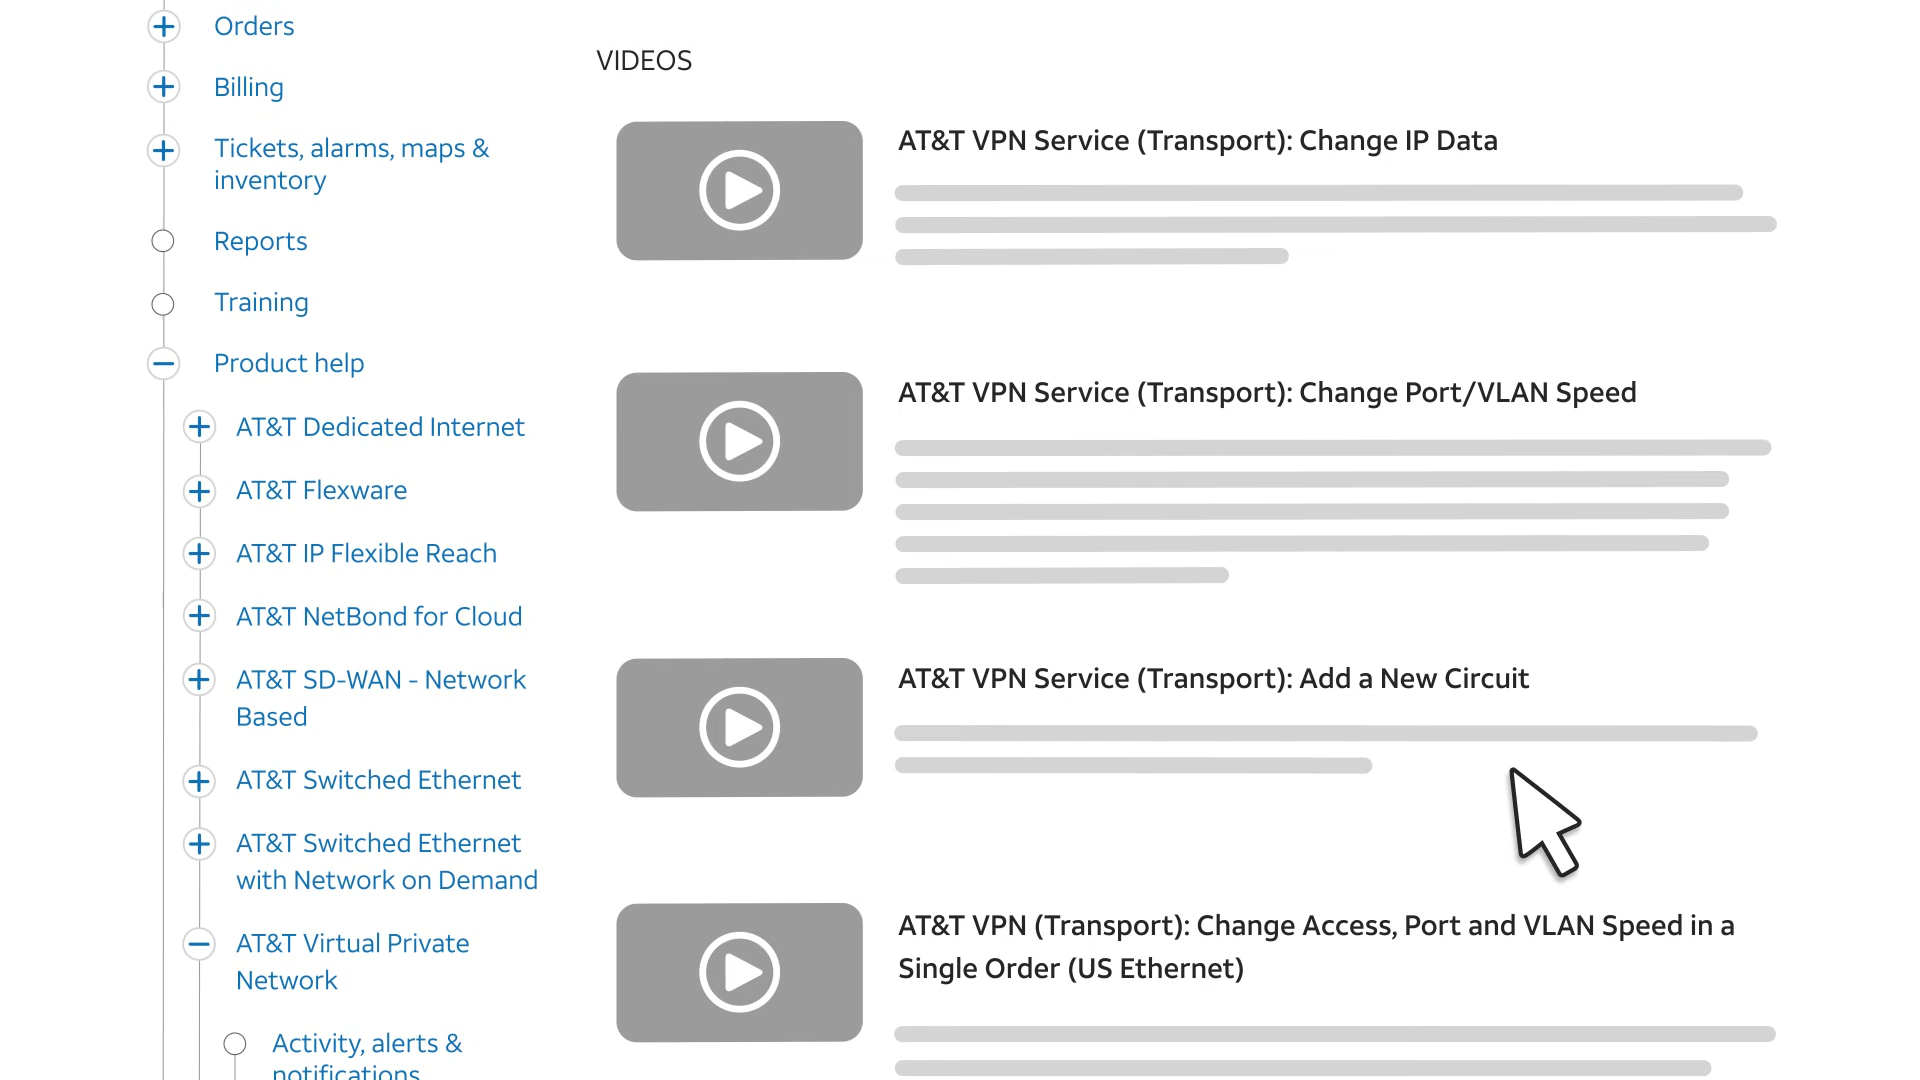 Orders
Billing
Tickets, alarms, maps &
inventory
Reports
Training
Product help
AT&T Dedicated Internet
AT&T Flexware
AT&T IP Flexible Reach
AT&T NetBond for Cloud
AT&T SD-WAN - Network
Based
AT&T Switched Ethernet
AT&T Switched Ethernet
with Network on Demand
AT&T Virtual Private
Network
Activity, alerts &
notifications
VIDEOS
AT&T VPN Service (Transport): Change IP Data
AT&T VPN Service (Transport): Change Port/VLAN Speed
AT&T VPN Service (Transport): Add a New Circuit
AT&T VPN (Transport): Change Access, Port and VLAN Speed in a
Single Order (US Ethernet)